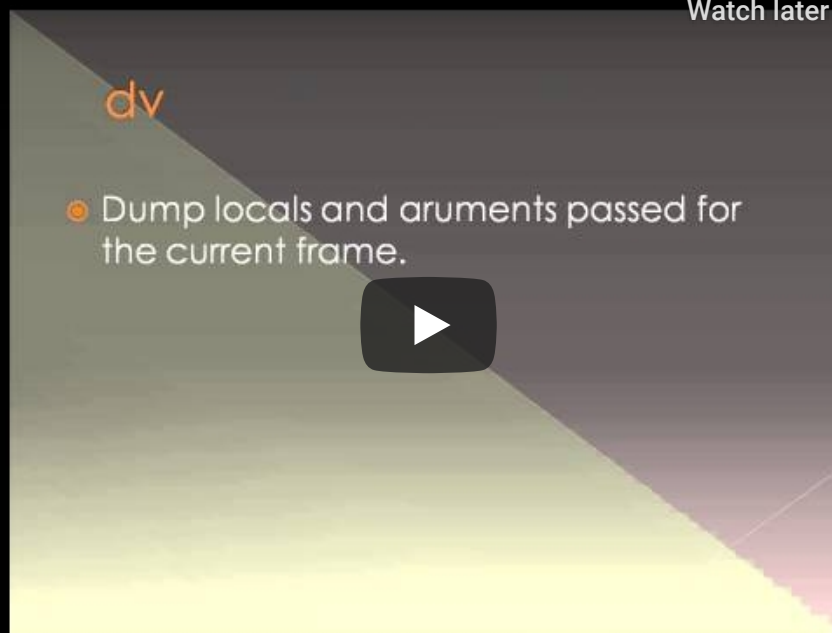 Watch later
dv
Dump locals and aruments passed for
the current frame.